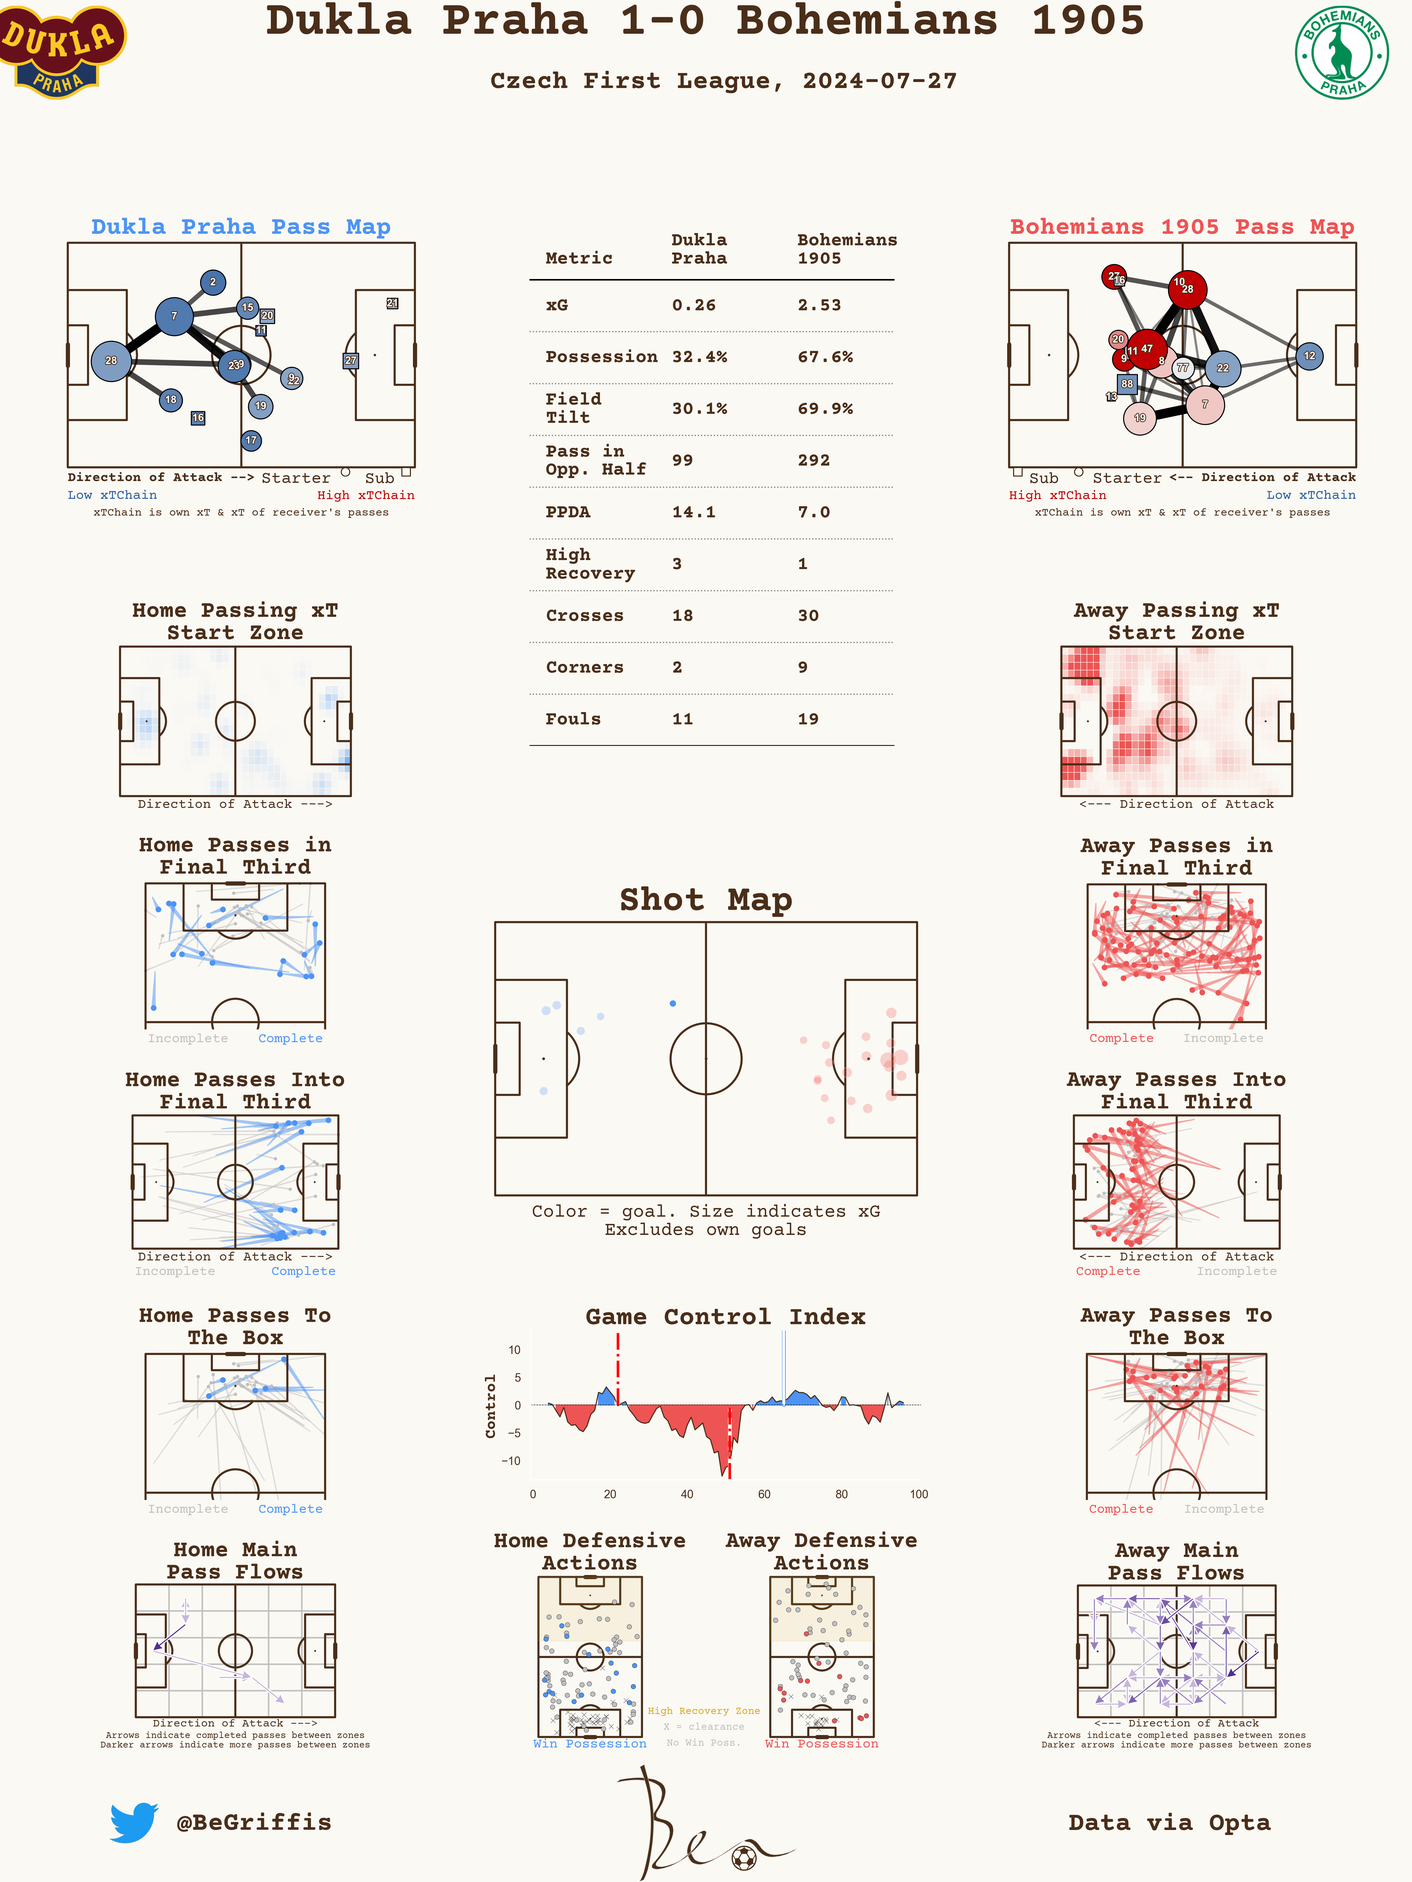 Dukla Praha 1-0 Bohemians 1905
Czech First League, 2024-07-27
DUKLA
PRAHA
BOHEMIANS
PRAHA
Dukla Praha Pass Map
2
7
15
20
11
21
28
23
27
9
22
18
19
16
17
Direction of Attack --> Starter Sub
Low xTChain High xTChain
xTChain is own xT & xT of receiver's passes
Metric Dukla Praha Bohemians 1905
xG 0.26 2.53
Possession 32.4% 67.6%
Field Tilt 30.1% 69.9%
Pass in Opp. Half 99 292
PPDA 14.1 7.0
High Recovery 3 1
Crosses 18 30
Corners 2 9
Fouls 11 19
Bohemians 1905 Pass Map
27
16
10
28
20
47
11
9
8
77
22
12
88
13
19
7
Sub Starter <-- Direction of Attack
High xTChain Low xTChain
xTChain is own xT & xT of receiver's passes
Home Passing xT
Start Zone
Direction of Attack --->
Away Passing xT
Start Zone
<--- Direction of Attack
Home Passes in
Final Third
Incomplete Complete
Away Passes in
Final Third
Complete Incomplete
Shot Map
Color = goal. Size indicates xG
Excludes own goals
Home Passes Into
Final Third
Direction of Attack --->
Incomplete Complete
Away Passes Into
Final Third
<--- Direction of Attack
Complete Incomplete
Home Passes To
The Box
Incomplete Complete
Game Control Index
Control
10
5
0
−5
−10
0 20 40 60 80 100
Away Passes To
The Box
Complete Incomplete
Home Main
Pass Flows
Direction of Attack --->
Arrows indicate completed passes between zones
Darker arrows indicate more passes between zones
Home Defensive
Actions
Win Possession
Away Defensive
Actions
Win Possession
High Recovery Zone
X = clearance
No Win Poss.
Away Main
Pass Flows
<--- Direction of Attack
Arrows indicate completed passes between zones
Darker arrows indicate more passes between zones
@BeGriffis
Ben
Data via Opta